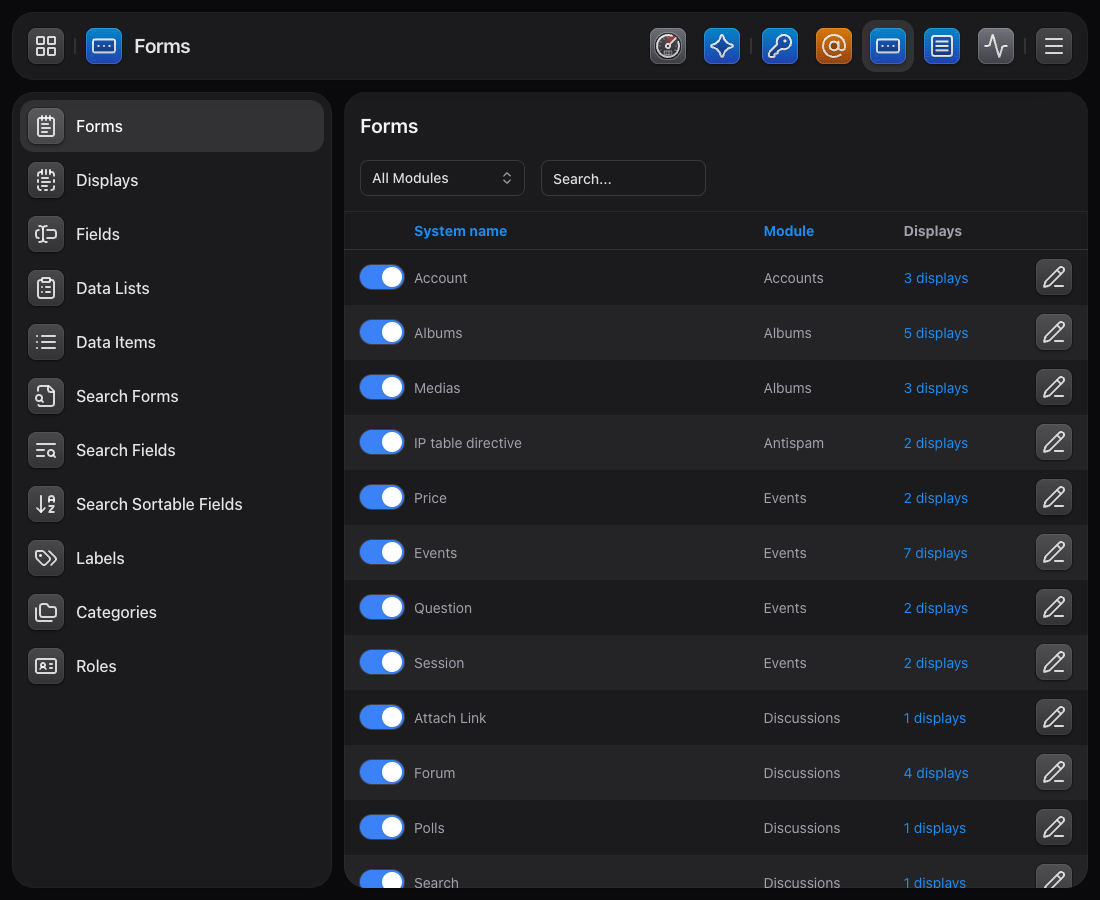 Forms
Forms
Displays
Fields
Data Lists
Data Items
Search Forms
Search Fields
Search Sortable Fields
Labels
Categories
Roles
Forms
All Modules Search...
System name Module Displays
Account Accounts 3 displays
Albums Albums 5 displays
Medias Albums 3 displays
IP table directive Antispam 2 displays
Price Events 2 displays
Events Events 7 displays
Question Events 2 displays
Session Events 2 displays
Attach Link Discussions 1 displays
Forum Discussions 4 displays
Polls Discussions 1 displays
Search Discussions 1 displays